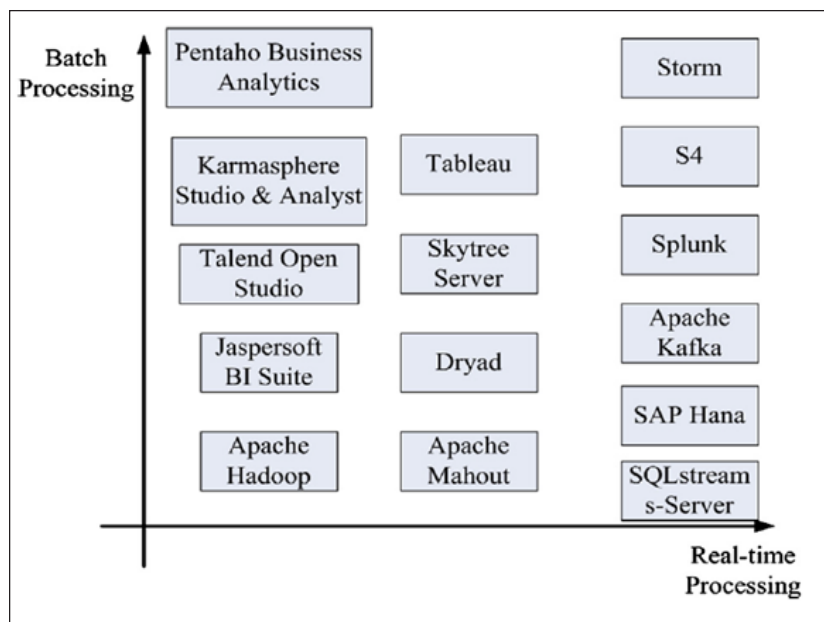 Batch
Processing
Pentaho Business
Analytics
Storm
Karmasphere
Studio & Analyst
Tableau
S4
Talend Open
Studio
Skytree
Server
Splunk
Jaspersoft
BI Suite
Dryad
Apache
Kafka
SAP Hana
Apache
Hadoop
Apache
Mahout
SQLstream
s-Server
Real-time
Processing